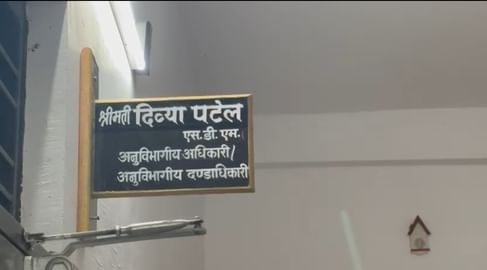 श्रीमती दिव्या पटेल
एस.डी.एम.
अनुविभागीय अधिकारी/
अनुविभागीय दण्डाधिकारी